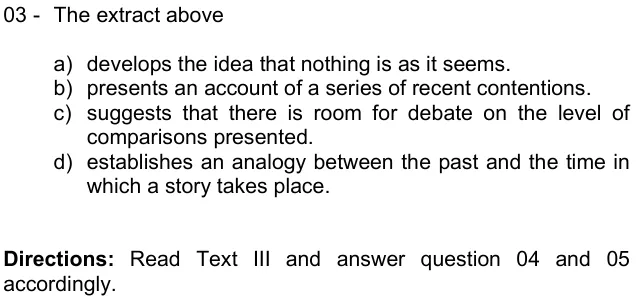 03 - The extract above
a) develops the idea that nothing is as it seems.
b) presents an account of a series of recent contentions.
c) suggests that there is room for debate on the level of
comparisons presented.
d) establishes an analogy between the past and the time in
which a story takes place.
Directions: Read Text III and answer question 04 and 05
accordingly.